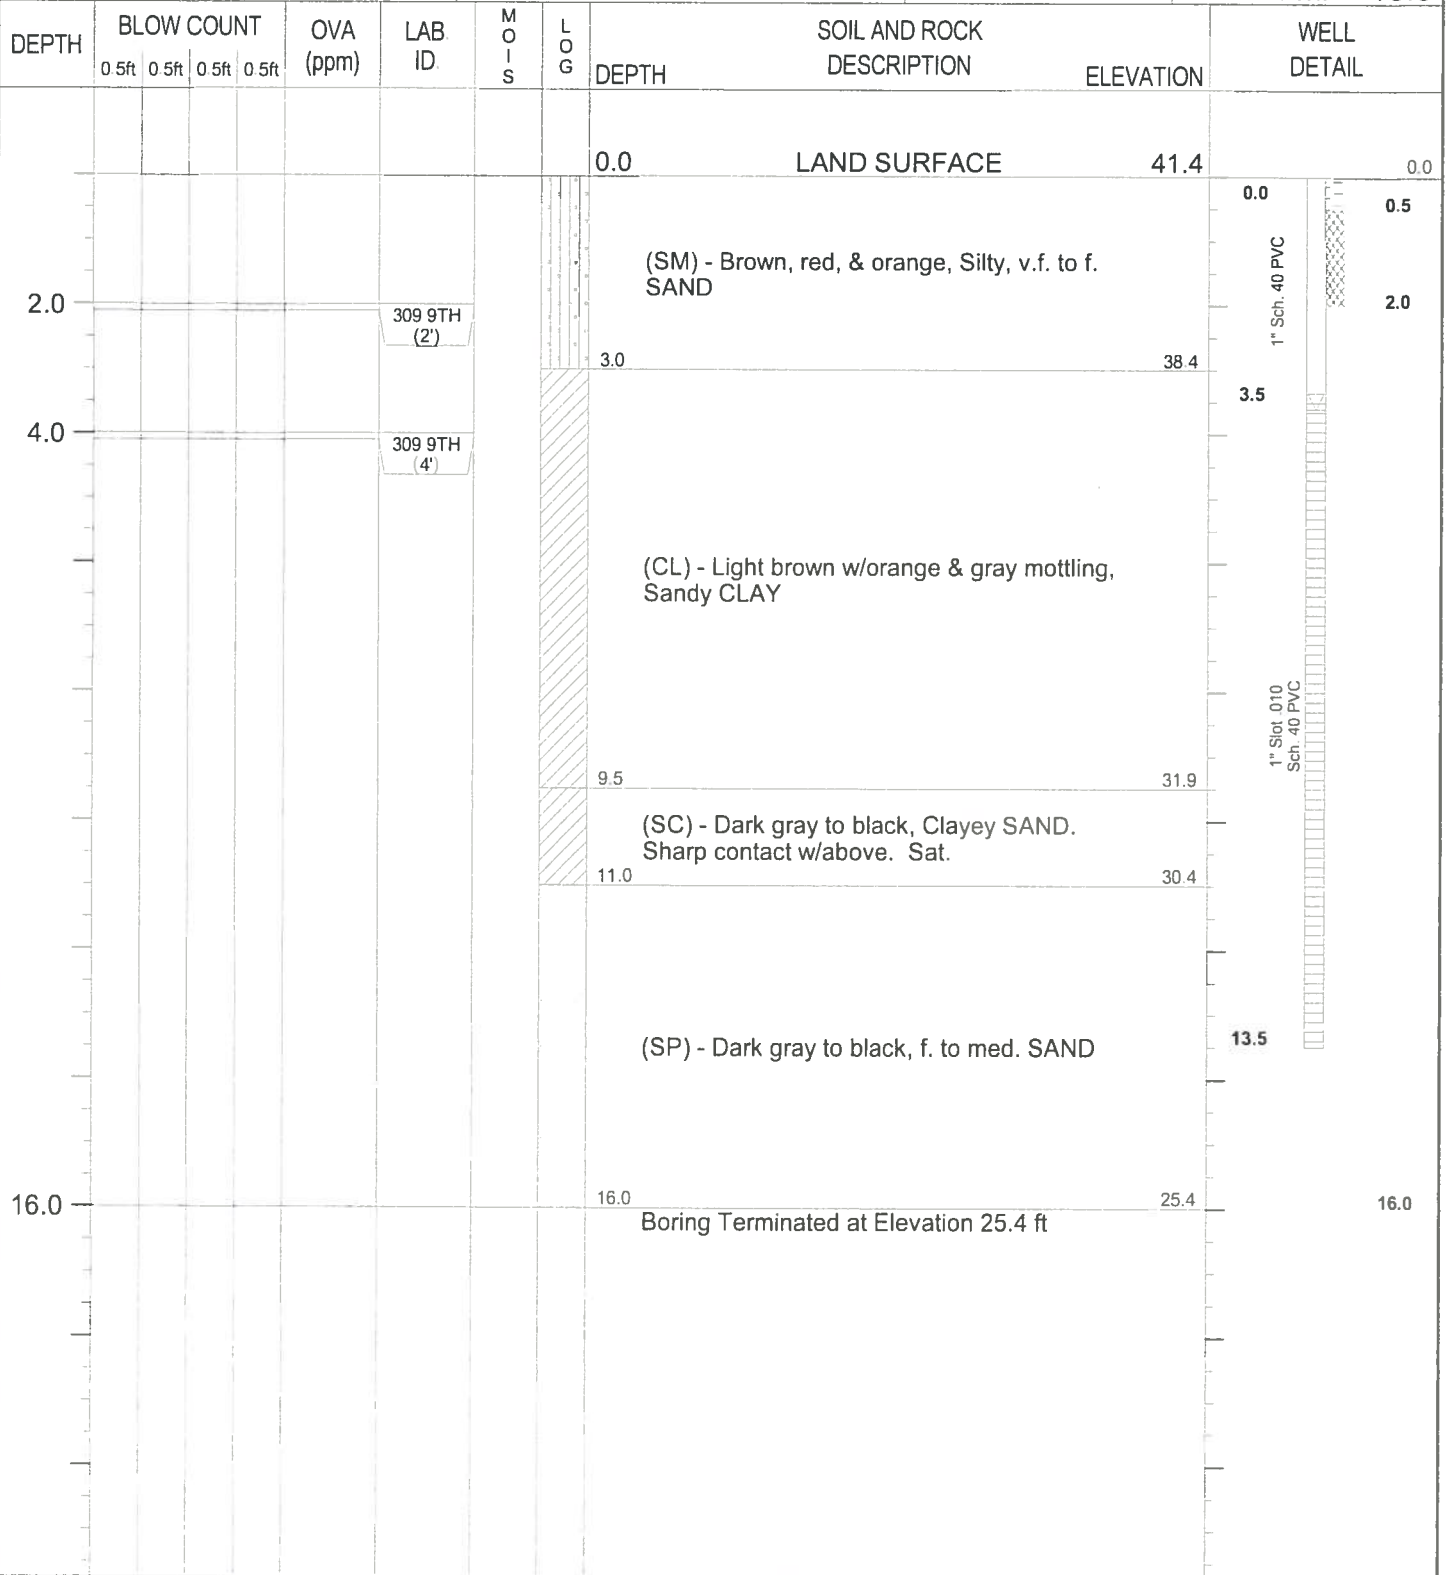 DEPTH
BLOW COUNT
0.5ft 0.5ft 0.5ft 0.5ft
OVA
(ppm)
LAB.
ID.
M
O
I
S
L
O
G
SOIL AND ROCK
DEPTH DESCRIPTION ELEVATION
WELL
DETAIL
0.0 LAND SURFACE 41.4 0.0
0.0
0.5
(SM) - Brown, red, & orange, Silty, v.f. to f.
SAND
1" Sch. 40 PVC
2.0
2.0
309 9TH
(2')
3.0 38.4
3.5
4.0
309 9TH
(4')
(CL) - Light brown w/orange & gray mottling,
Sandy CLAY
1" Slot .010
Sch. 40 PVC
9.5 31.9
(SC) - Dark gray to black, Clayey SAND.
Sharp contact w/above. Sat.
11.0 30.4
13.5
(SP) - Dark gray to black, f. to med. SAND
16.0
16.0 25.4
16.0
Boring Terminated at Elevation 25.4 ft